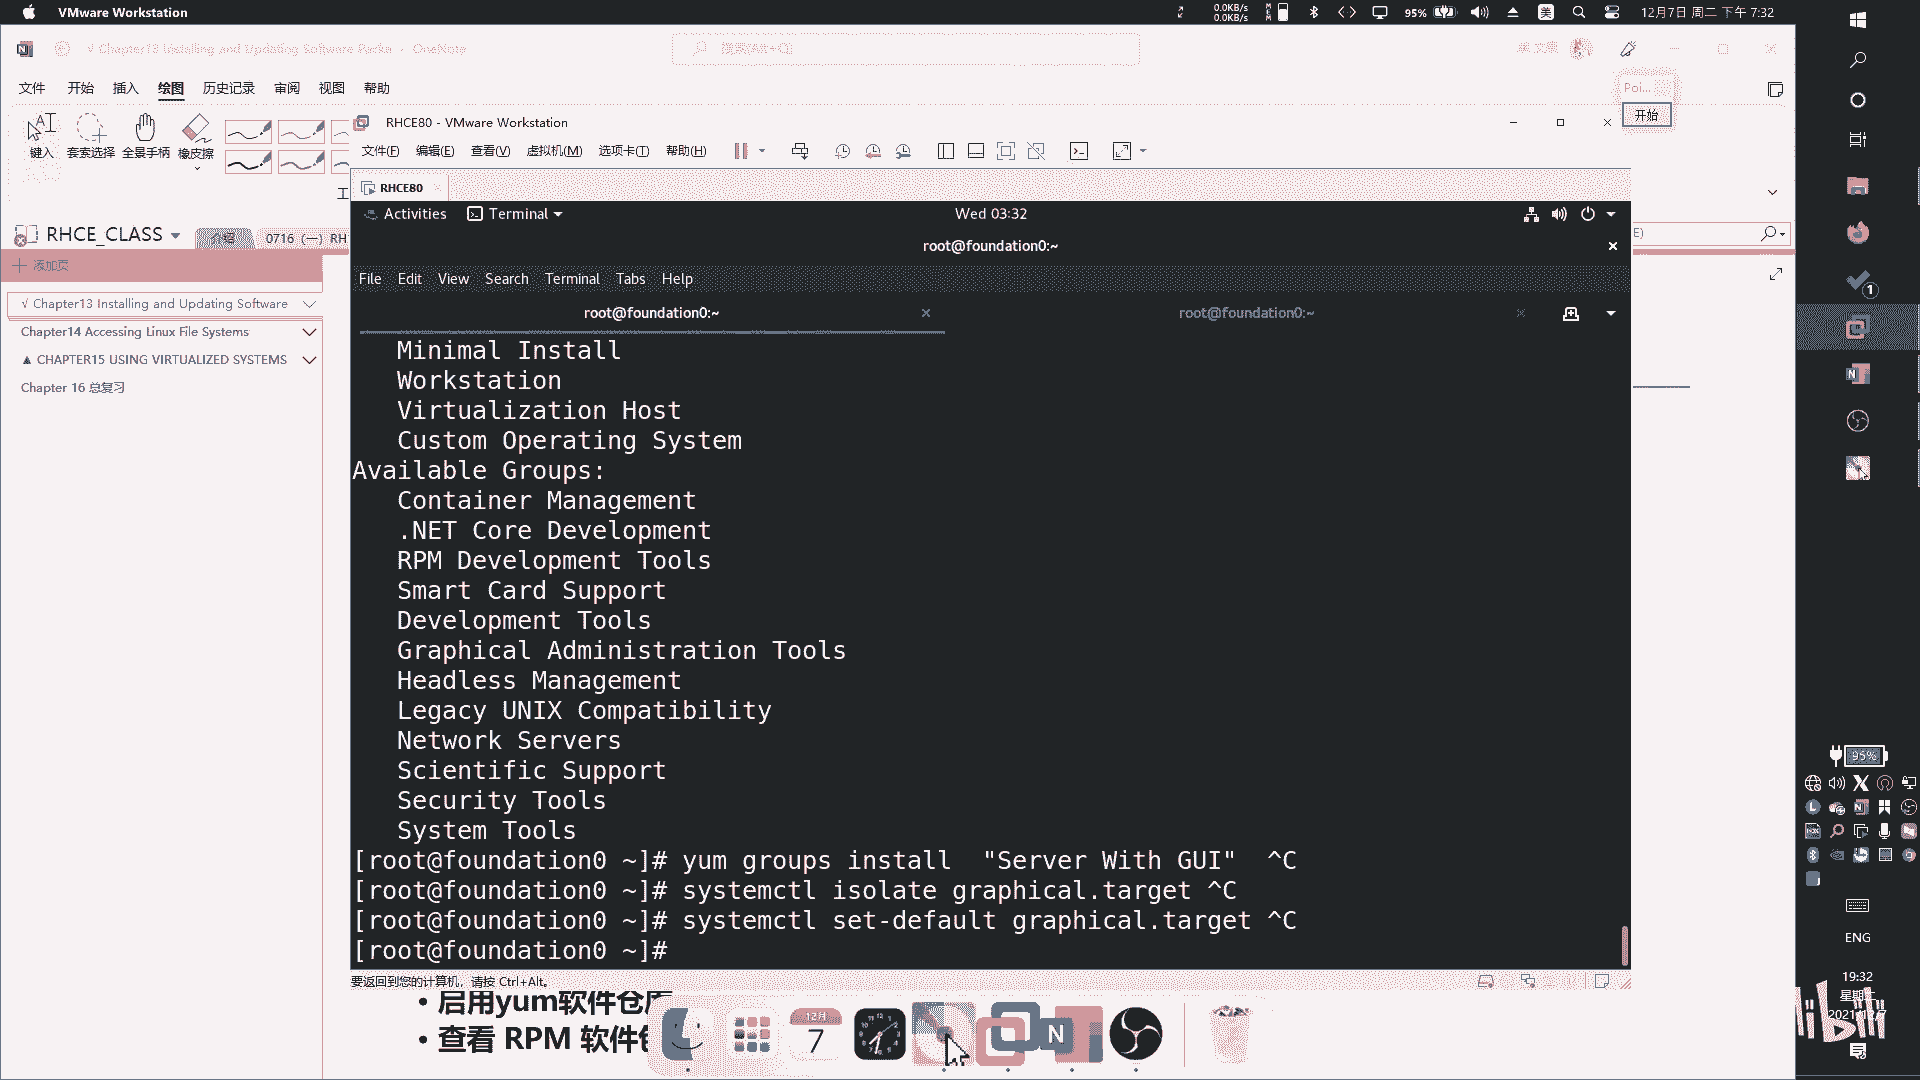 VMware Workstation
0.0KB/s
0.0KB/s
95%
美
12月7日 周二 下午 7:32
√ Chapter13 Installing and Updating Software Packa - OneNote
搜索(Alt+Q)
文件 开始 插入 绘图 历史记录 审阅 视图 帮助
Poi...
开始
键入 套索选择 全景手柄 橡皮擦
RHCE80 - VMware Workstation
文件(F) 编辑(E) 查看(V) 虚拟机(M) 选项卡(T) 帮助(H)
RHCE80
Activities Terminal Wed 03:32
RHCE_CLASS 介绍 0716 (一) RH
root@foundation0:~
添加页
√ Chapter13 Installing and Updating Software
Chapter14 Accessing Linux File Systems
▲ CHAPTER15 USING VIRTUALIZED SYSTEMS
Chapter 16 总复习
File Edit View Search Terminal Tabs Help
root@foundation0:~ root@foundation0:~
Minimal Install
Workstation
Virtualization Host
Custom Operating System
Available Groups:
Container Management
.NET Core Development
RPM Development Tools
Smart Card Support
Development Tools
Graphical Administration Tools
Headless Management
Legacy UNIX Compatibility
Network Servers
Scientific Support
Security Tools
System Tools
[root@foundation0 ~]# yum groups install  "Server With GUI"  ^C
[root@foundation0 ~]# systemctl isolate graphical.target ^C
[root@foundation0 ~]# systemctl set-default graphical.target ^C
[root@foundation0 ~]#
要返回到您的计算机，请按 Ctrl+Alt。
• 启用yum软件仓库
• 查看 RPM 软件包
12月
7
1
95%
ENG
19:32
2021/12/7